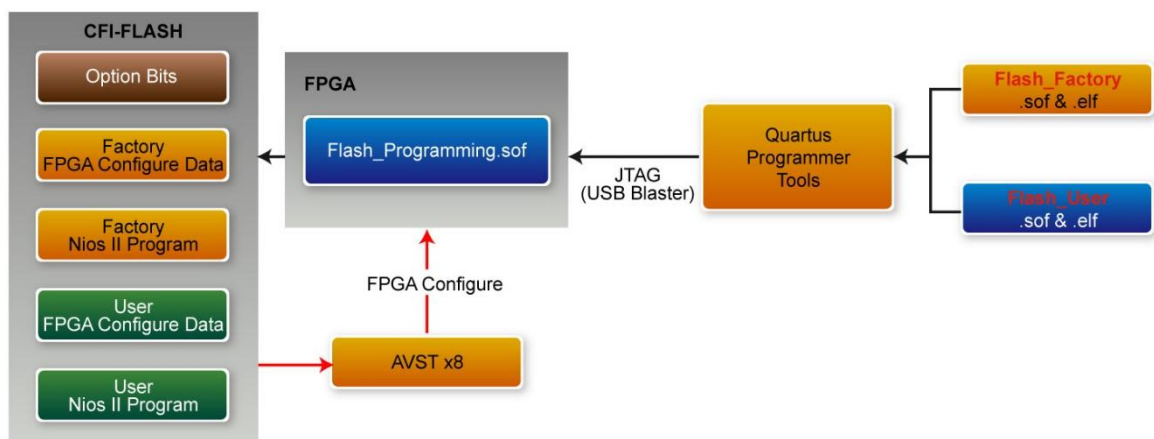 CFI-FLASH
Option Bits
Factory
FPGA Configure Data
Factory
Nios II Program
User
FPGA Configure Data
User
Nios II Program
FPGA
Flash_Programming.sof
FPGA Configure
AVST x8
JTAG
(USB Blaster)
Quartus
Programmer
Tools
Flash_Factory
.sof & .elf
Flash_User
.sof & .elf